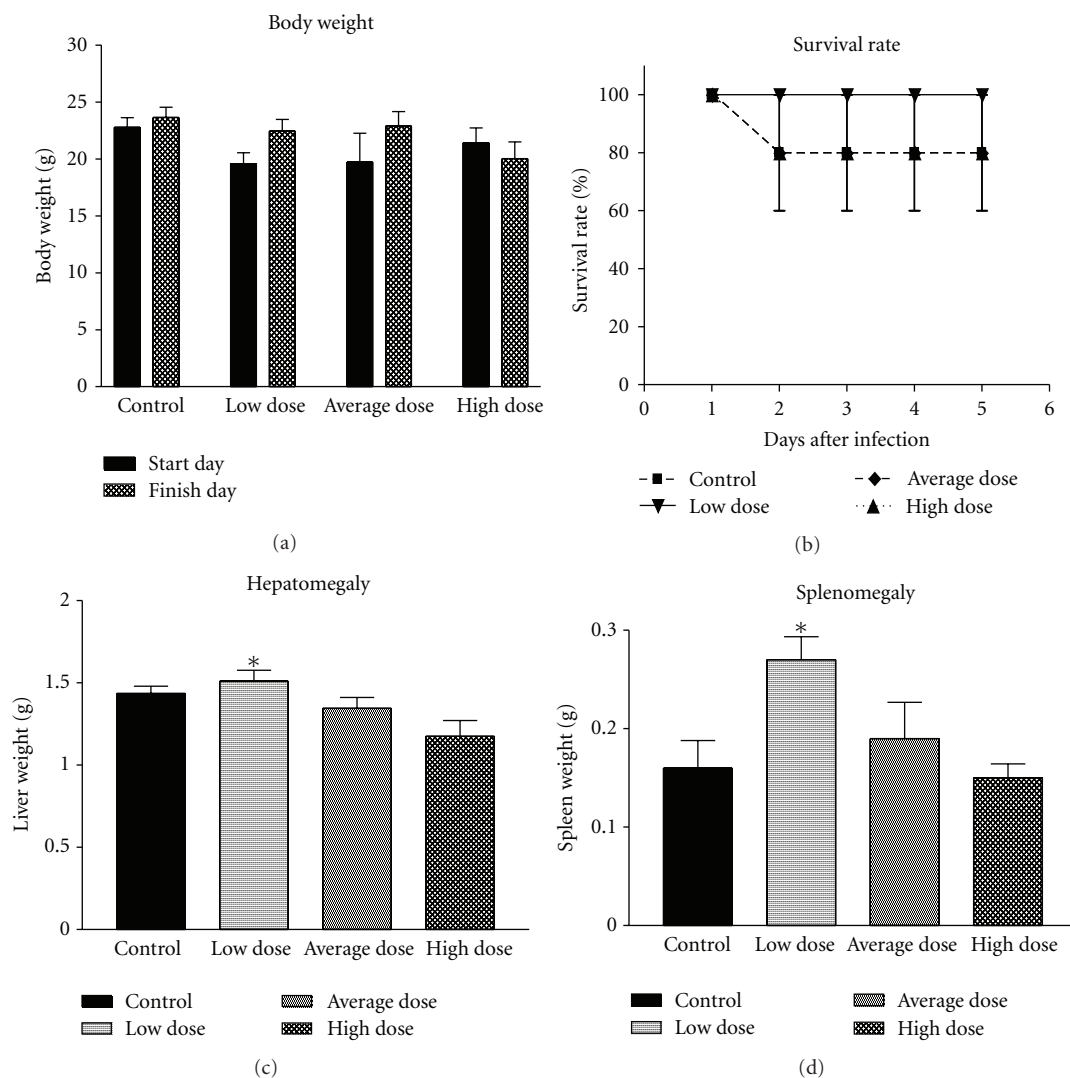 Body weight
30
25
20
15
10
5
0
Body weight (g)
Control Low dose Average dose High dose
Start day
Finish day
(a)
Survival rate
100
80
60
40
20
0
Survival rate (%)
0 1 2 3 4 5 6
Days after infection
Control
Low dose
Average dose
High dose
(b)
Hepatomegaly
2
1.5
1
0.5
0
Liver weight (g)
*
Control Low dose Average dose High dose
Control
Low dose
Average dose
High dose
(c)
Splenomegaly
0.3
0.2
0.1
0
Spleen weight (g)
*
Control Low dose Average dose High dose
Control
Low dose
Average dose
High dose
(d)